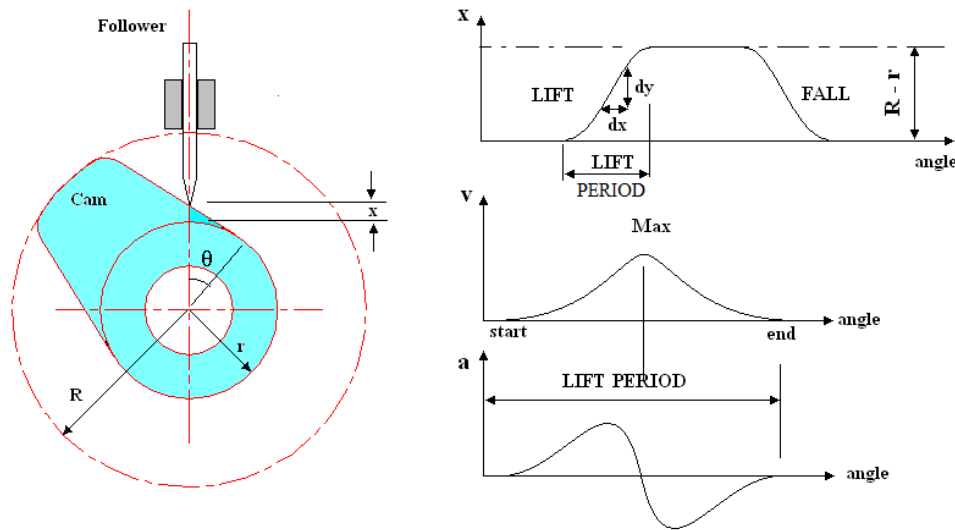 Follower
Cam
x
θ
r
R
x
LIFT
dy
dx
FALL
R - r
angle
LIFT
PERIOD
v
Max
start
end
angle
a
LIFT PERIOD
angle